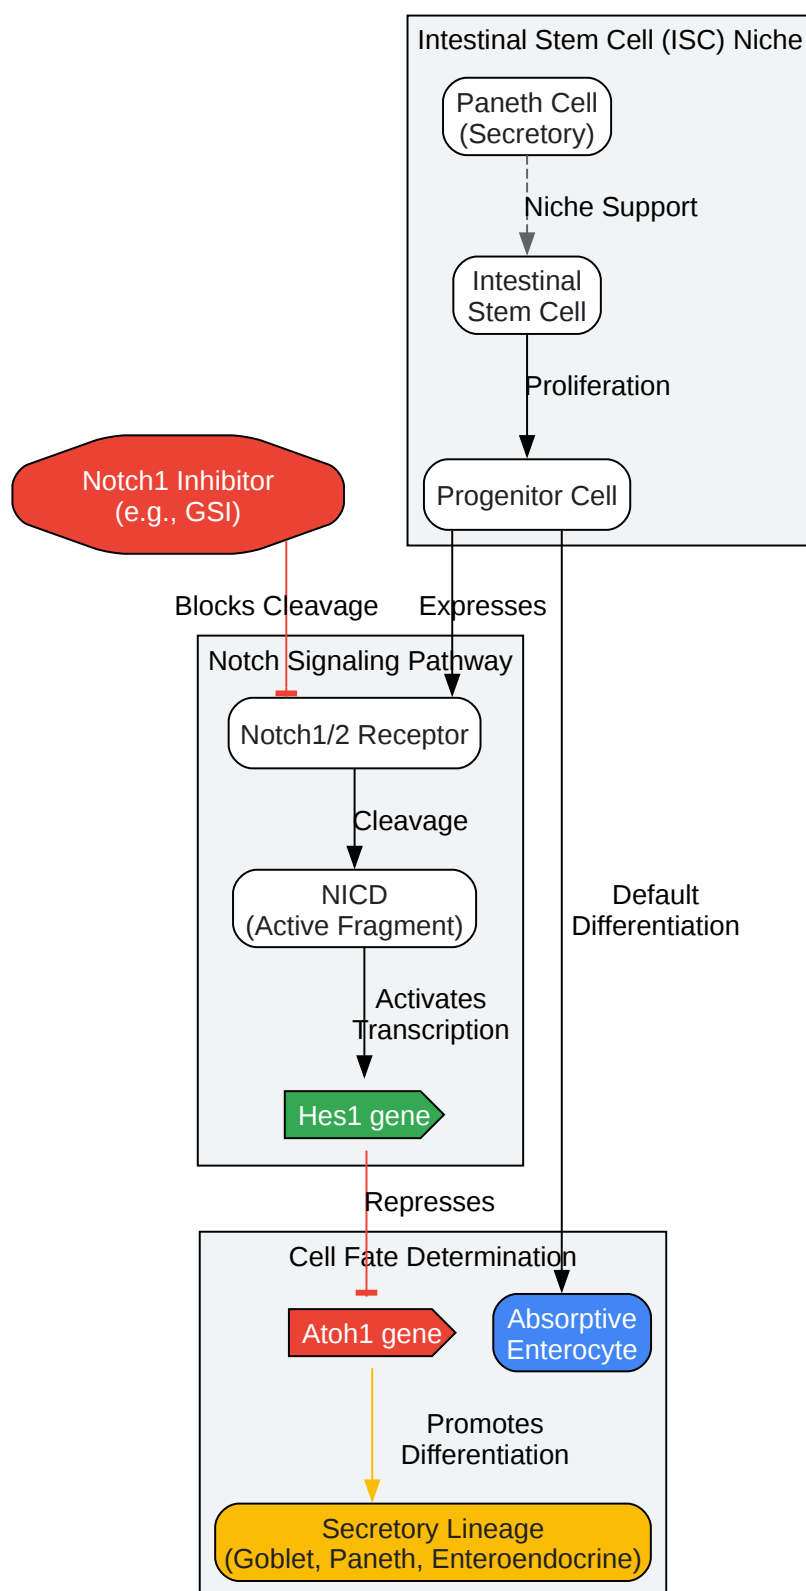 Intestinal Stem Cell (ISC) Niche
Paneth Cell
(Secretory)
Niche Support
Intestinal
Stem Cell
Proliferation
Progenitor Cell
Notch1 Inhibitor
(e.g., GSI)
Blocks Cleavage
Expresses
Notch Signaling Pathway
Notch1/2 Receptor
Cleavage
NICD
(Active Fragment)
Default
Differentiation
Activates
Transcription
Hes1 gene
Represses
Cell Fate Determination
Atoh1 gene
Absorptive
Enterocyte
Promotes
Differentiation
Secretory Lineage
(Goblet, Paneth, Enteroendocrine)